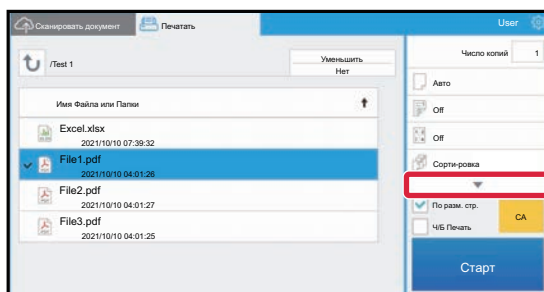 Сканировать документ
Печатать
User
/Test 1
Уменьшить
Нет
Имя Файла или Папки
Excel.xlsx
2021/10/10 07:39:32
File1.pdf
2021/10/10 04:01:26
File2.pdf
2021/10/10 04:01:27
File3.pdf
2021/10/10 04:01:25
Число копий 1
Авто
Off
Off
Сорти-ровка
По разм. стр.
Ч/Б Печать
CA
Старт